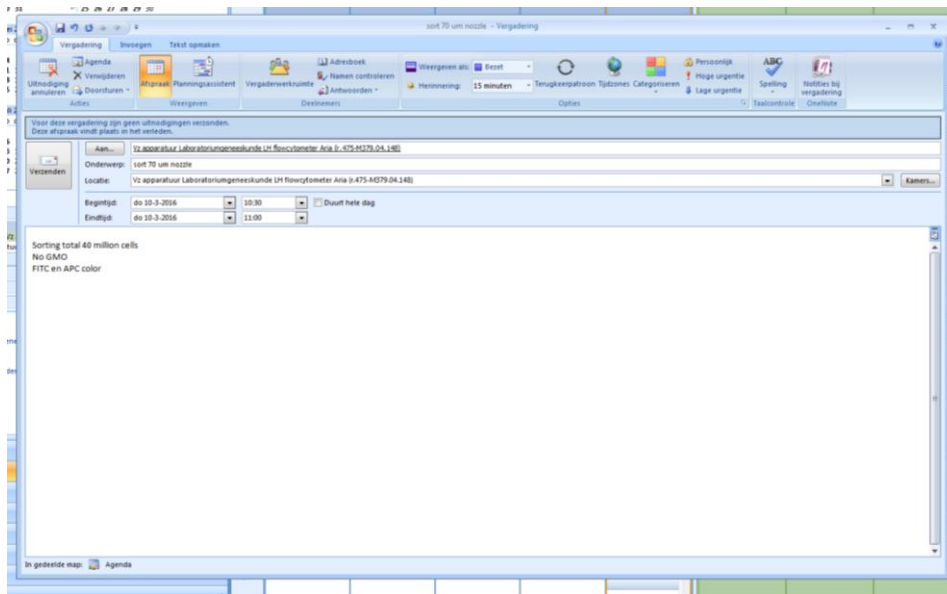 sort 70 um nozzle - Vergadering
Vergadering Invoegen Tekst opmaken
Uitnodiging annuleren
Agenda
Verwijderen
Doorsturen
Acties
Afspraak
Planningsassistent
Weergeven
Vergaderwerkruimte
Adresboek
Namen controleren
Antwoorden
Deelnemers
Weergeven als: Bezet
Herinnering: 15 minuten
Terugkeerpatroon
Tijdzones
Categoriseren
Opties
Persoonlijk
Hoge urgentie
Lage urgentie
ABC
Spelling
Taalcontrole
Notities bij vergadering
OneNote
Voor deze vergadering zijn geen uitnodigingen verzonden.
Deze afspraak vindt plaats in het verleden.
Verzenden
Aan... Vz apparatuur Laboratoriumgeneeskunde LH flowcytometer Aria (r.475-M379.04.148)
Onderwerp: sort 70 um nozzle
Locatie: Vz apparatuur Laboratoriumgeneeskunde LH flowcytometer Aria (r.475-M379.04.148) Kamers...
Begintijd: do 10-3-2016 10:30 Duurt hele dag
Eindtijd: do 10-3-2016 11:00
Sorting total 40 million cells
No GMO
FITC en APC color
In gedeelde map: Agenda